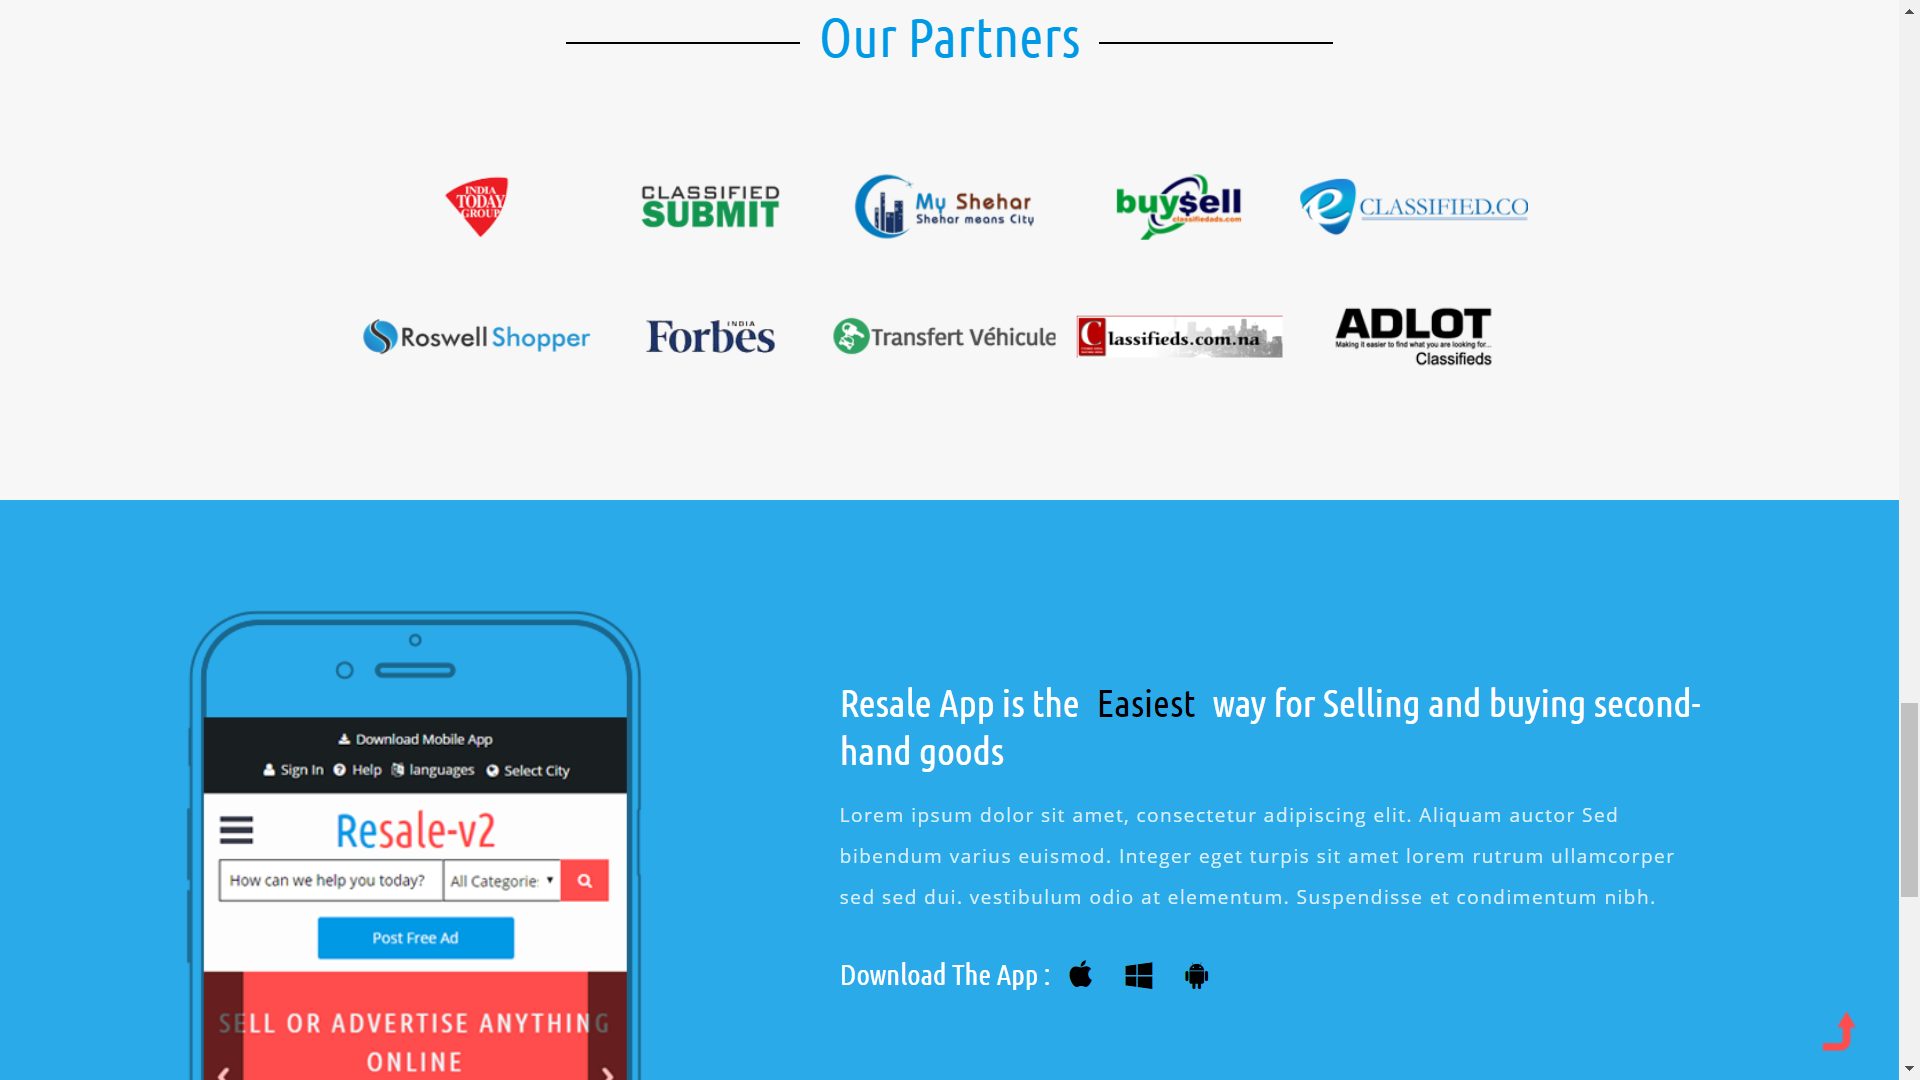 Our Partners
INDIA
TODAY
GROUP
CLASSIFIED
SUBMIT
My Shehar
Shehar means City
buy$ell
classifiedads.com
e CLASSIFIED.CO
Roswell Shopper
Forbes
INDIA
Transfert Véhicule
Classifieds.com.na
ADLOT
Making it easier to find what you are looking for...
Classifieds
Download Mobile App
Sign In Help languages Select City
Resale-v2
How can we help you today? All Categorie
Post Free Ad
SELL OR ADVERTISE ANYTHING
ONLINE
Resale App is the Easiest way for Selling and buying second-
hand goods
Lorem ipsum dolor sit amet, consectetur adipiscing elit. Aliquam auctor Sed
bibendum varius euismod. Integer eget turpis sit amet lorem rutrum ullamcorper
sed sed dui. vestibulum odio at elementum. Suspendisse et condimentum nibh.
Download The App :